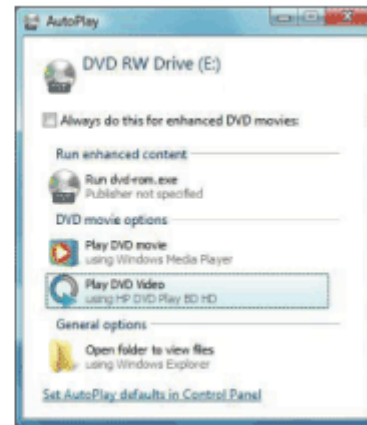 AutoPlay
DVD RW Drive (E:)
Always do this for enhanced DVD movies:
Run enhanced content
Run dvd-rom.exe
Publisher not specified
DVD movie options
Play DVD movie
using Windows Media Player
Play DVD Video
using HP DVD Play BD HD
General options
Open folder to view files
using Windows Explorer
Set AutoPlay defaults in Control Panel